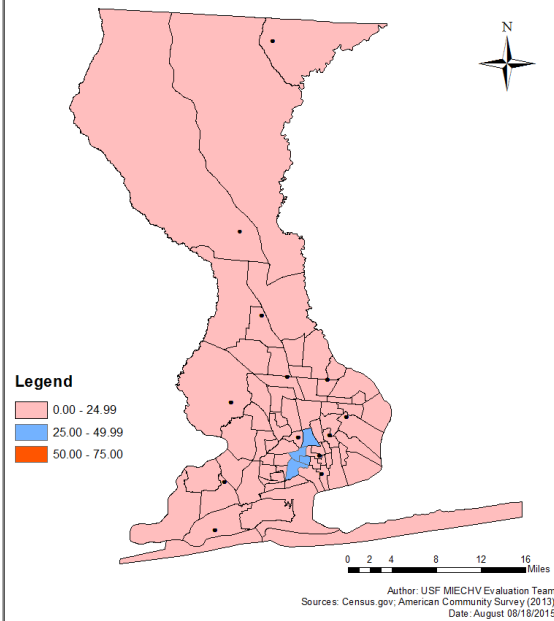 N
Legend
0.00 - 24.99
25.00 - 49.99
50.00 - 75.00
0 2 4 8 12 16
Miles
Author: USF MIECHV Evaluation Team
Sources: Census.gov; American Community Survey (2013)
Date: August 08/18/2015